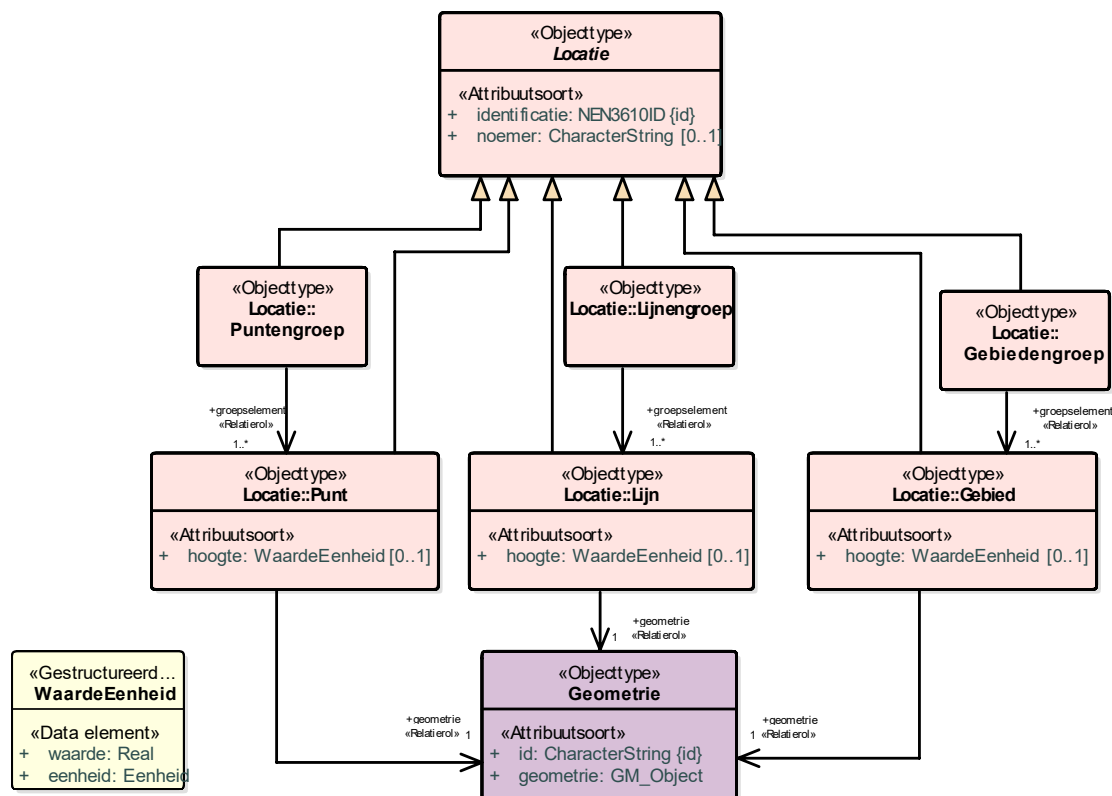 «Objecttype»
Locatie
«Attribuutsoort»
+ identificatie: NEN3610ID {id}
+ noemer: CharacterString [0..1]
«Objecttype»
Locatie::
Puntengroep
«Objecttype»
Locatie::Lijnengroep
«Objecttype»
Locatie::
Gebiedengroep
+groepselement
«Relatierol»
1..*
+groepselement
«Relatierol»
1..*
+groepselement
«Relatierol»
1..*
«Objecttype»
Locatie::Punt
«Attribuutsoort»
+ hoogte: WaardeEenheid [0..1]
«Objecttype»
Locatie::Lijn
«Attribuutsoort»
+ hoogte: WaardeEenheid [0..1]
«Objecttype»
Locatie::Gebied
«Attribuutsoort»
+ hoogte: WaardeEenheid [0..1]
+geometrie
«Relatierol»
1
«Gestructureerd...
WaardeEenheid
«Data element»
+ waarde: Real
+ eenheid: Eenheid
+geometrie
«Relatierol»
1
«Objecttype»
Geometrie
«Attribuutsoort»
+ id: CharacterString {id}
+ geometrie: GM_Object
+geometrie
«Relatierol»
1